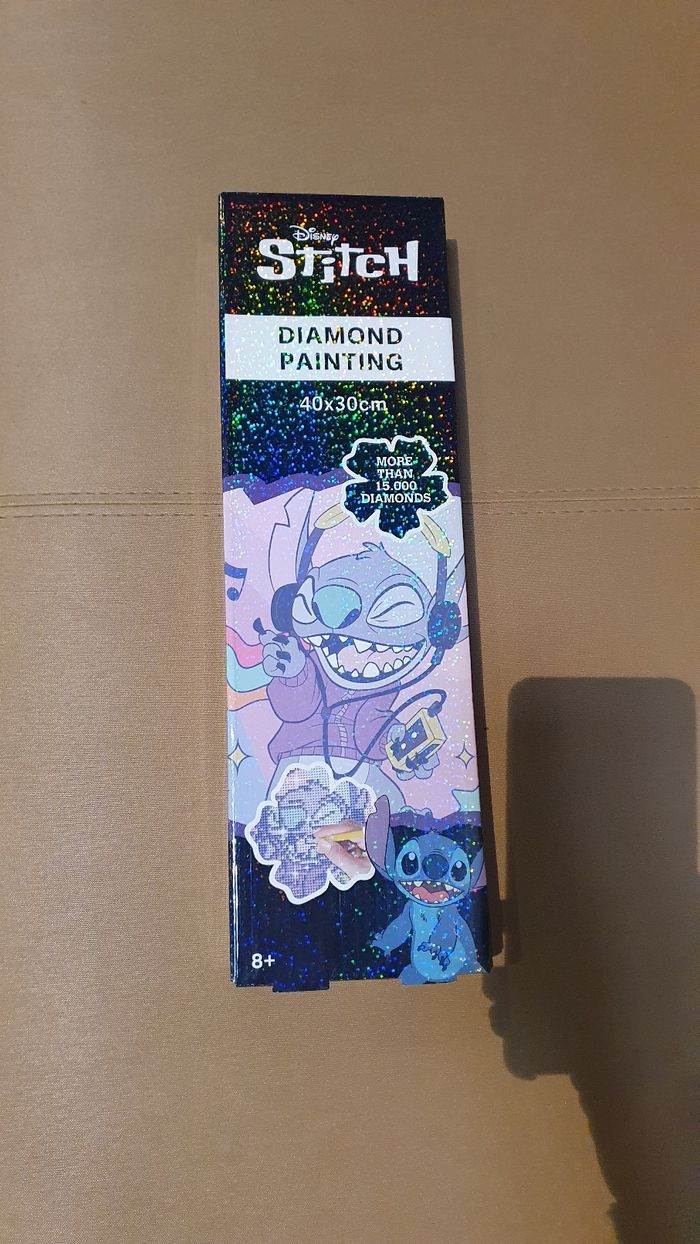 Disney
Stitch
DIAMOND
PAINTING
40x30cm
MORE
THAN
15.000
DIAMONDS
8+